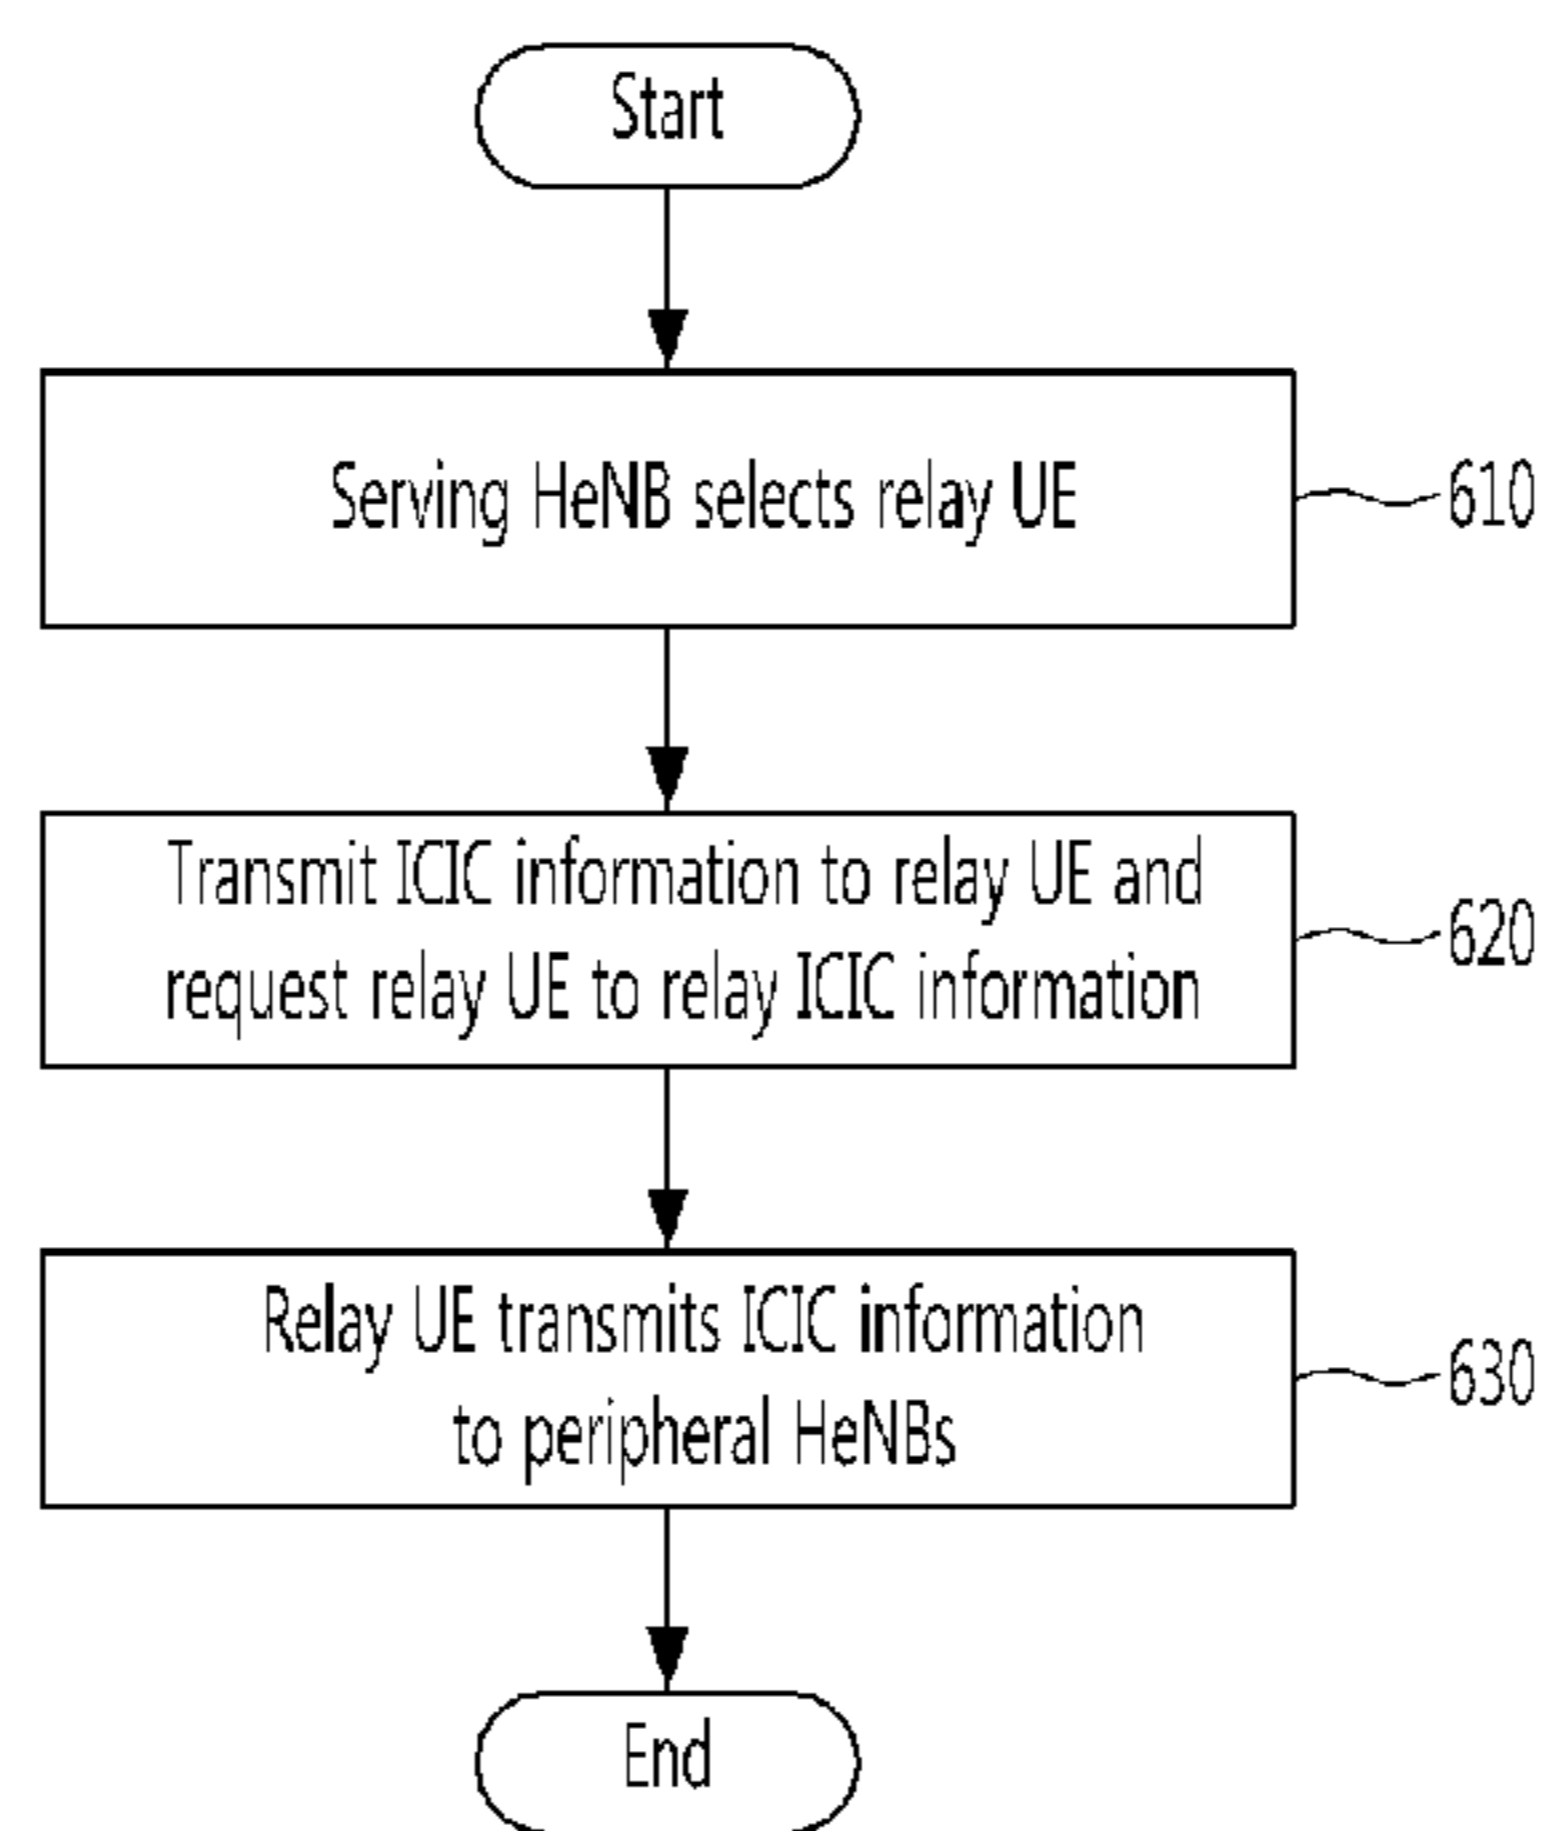 Start
Serving HeNB selects relay UE
610
Transmit ICIC information to relay UE and
request relay UE to relay ICIC information
620
Relay UE transmits ICIC information
to peripheral HeNBs
630
End